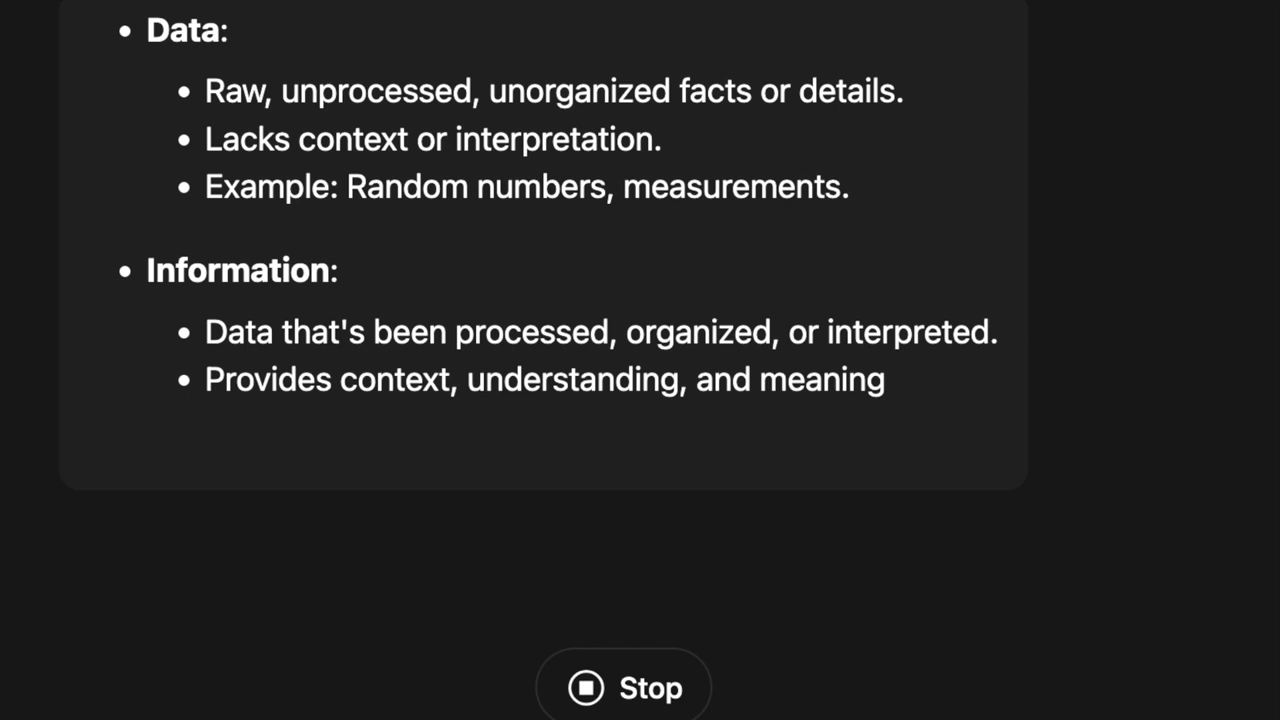 • Data:
• Raw, unprocessed, unorganized facts or details.
• Lacks context or interpretation.
• Example: Random numbers, measurements.
• Information:
• Data that's been processed, organized, or interpreted.
• Provides context, understanding, and meaning
Stop